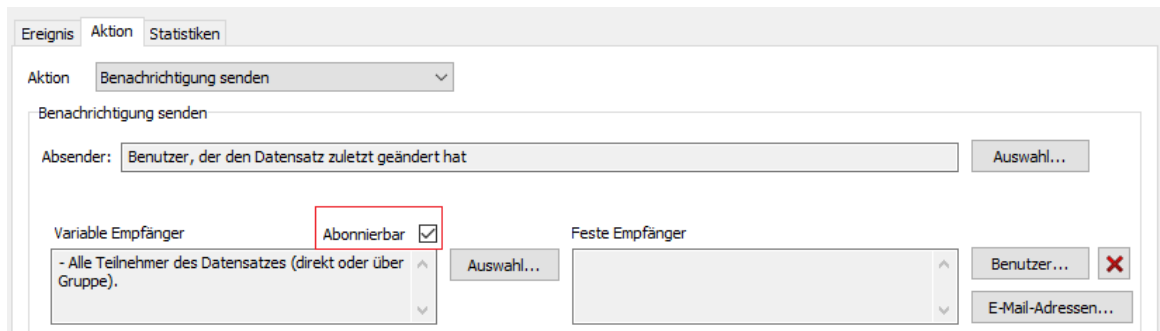 Ereignis Aktion Statistiken
Aktion Benachrichtigung senden
Benachrichtigung senden
Absender: Benutzer, der den Datensatz zuletzt geändert hat Auswahl...
Variable Empfänger Abonnierbar Feste Empfänger
- Alle Teilnehmer des Datensatzes (direkt oder über Auswahl... Benutzer...
Gruppe).
E-Mail-Adressen...